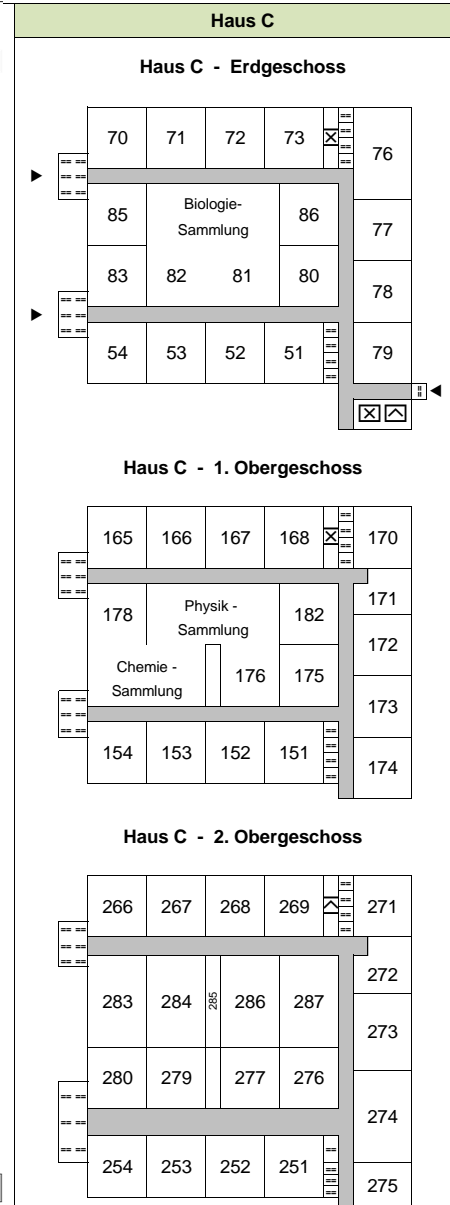 Haus C
Haus C - Erdgeschoss
70 71 72 73 76
85 Biologie- 86 77
Sammlung
83 82 81 80 78
54 53 52 51 79
Haus C - 1. Obergeschoss
165 166 167 168 170
171
178 Physik - 182
Sammlung
172
Chemie - 176 175
Sammlung
173
154 153 152 151 174
Haus C - 2. Obergeschoss
266 267 268 269 271
272
283 284 285 286 287 273
280 279 277 276
274
254 253 252 251 275